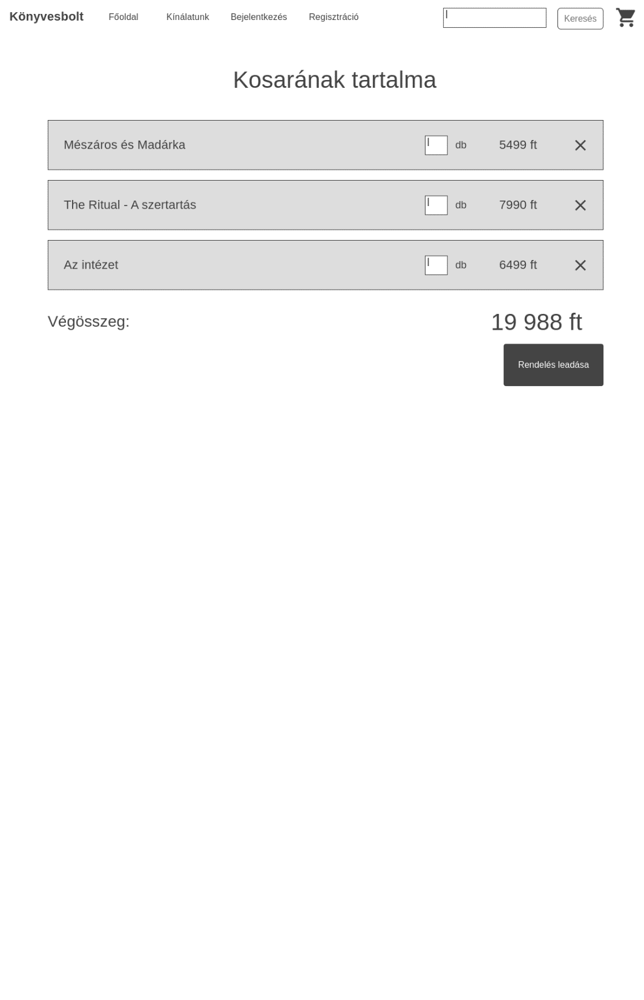 Könyvesbolt Főoldal Kínálatunk Bejelentkezés Regisztráció Keresés
Kosarának tartalma
Mészáros és Madárka db 5499 ft
The Ritual - A szertartás db 7990 ft
Az intézet db 6499 ft
Végösszeg: 19 988 ft
Rendelés leadása